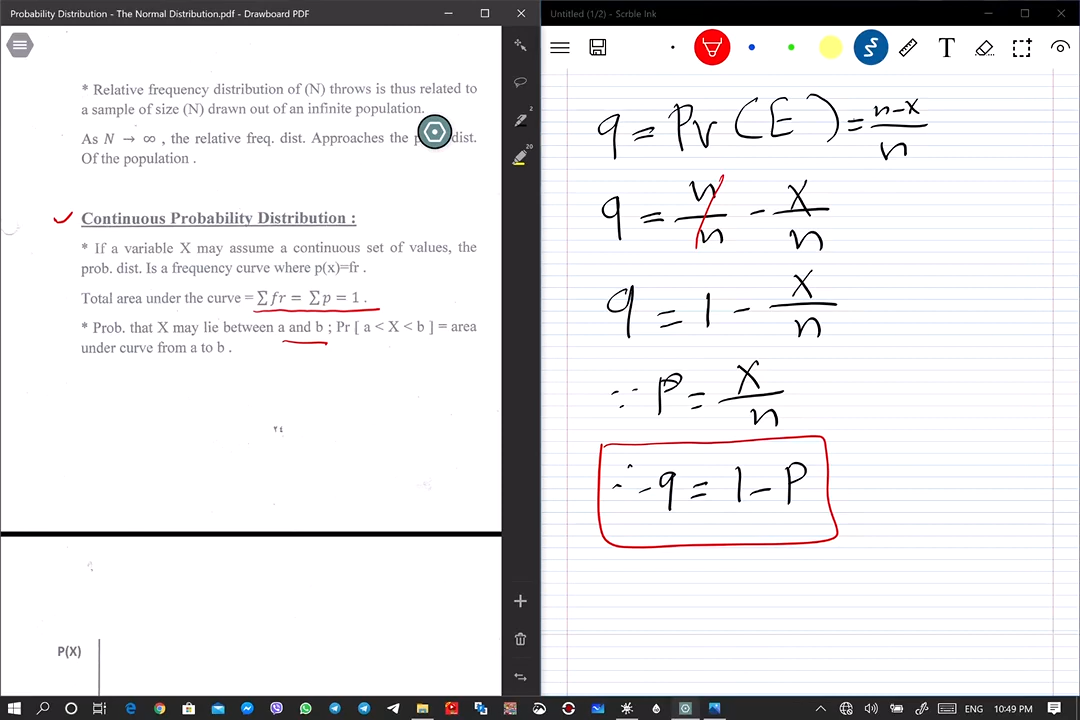 Probability Distribution - The Normal Distribution.pdf - Drawboard PDF
* Relative frequency distribution of (N) throws is thus related to
a sample of size (N) drawn out of an infinite population.
As N → ∞ , the relative freq. dist. Approaches the p dist.
Of the population .
Continuous Probability Distribution :
* If a variable X may assume a continuous set of values, the
prob. dist. Is a frequency curve where p(x)=fr .
Total area under the curve = ∑ fr = ∑ p = 1 .
* Prob. that X may lie between a and b ; Pr [ a < X < b ] = area
under curve from a to b .
٢٤
P(X)
2
20
Untitled (1/2) - Scrble Ink
T
q = Pr (E) = n-x/n
q = n/n - x/n
q = 1 - x/n
∵ P = x/n
∴ q = 1 - P
10:49 PM